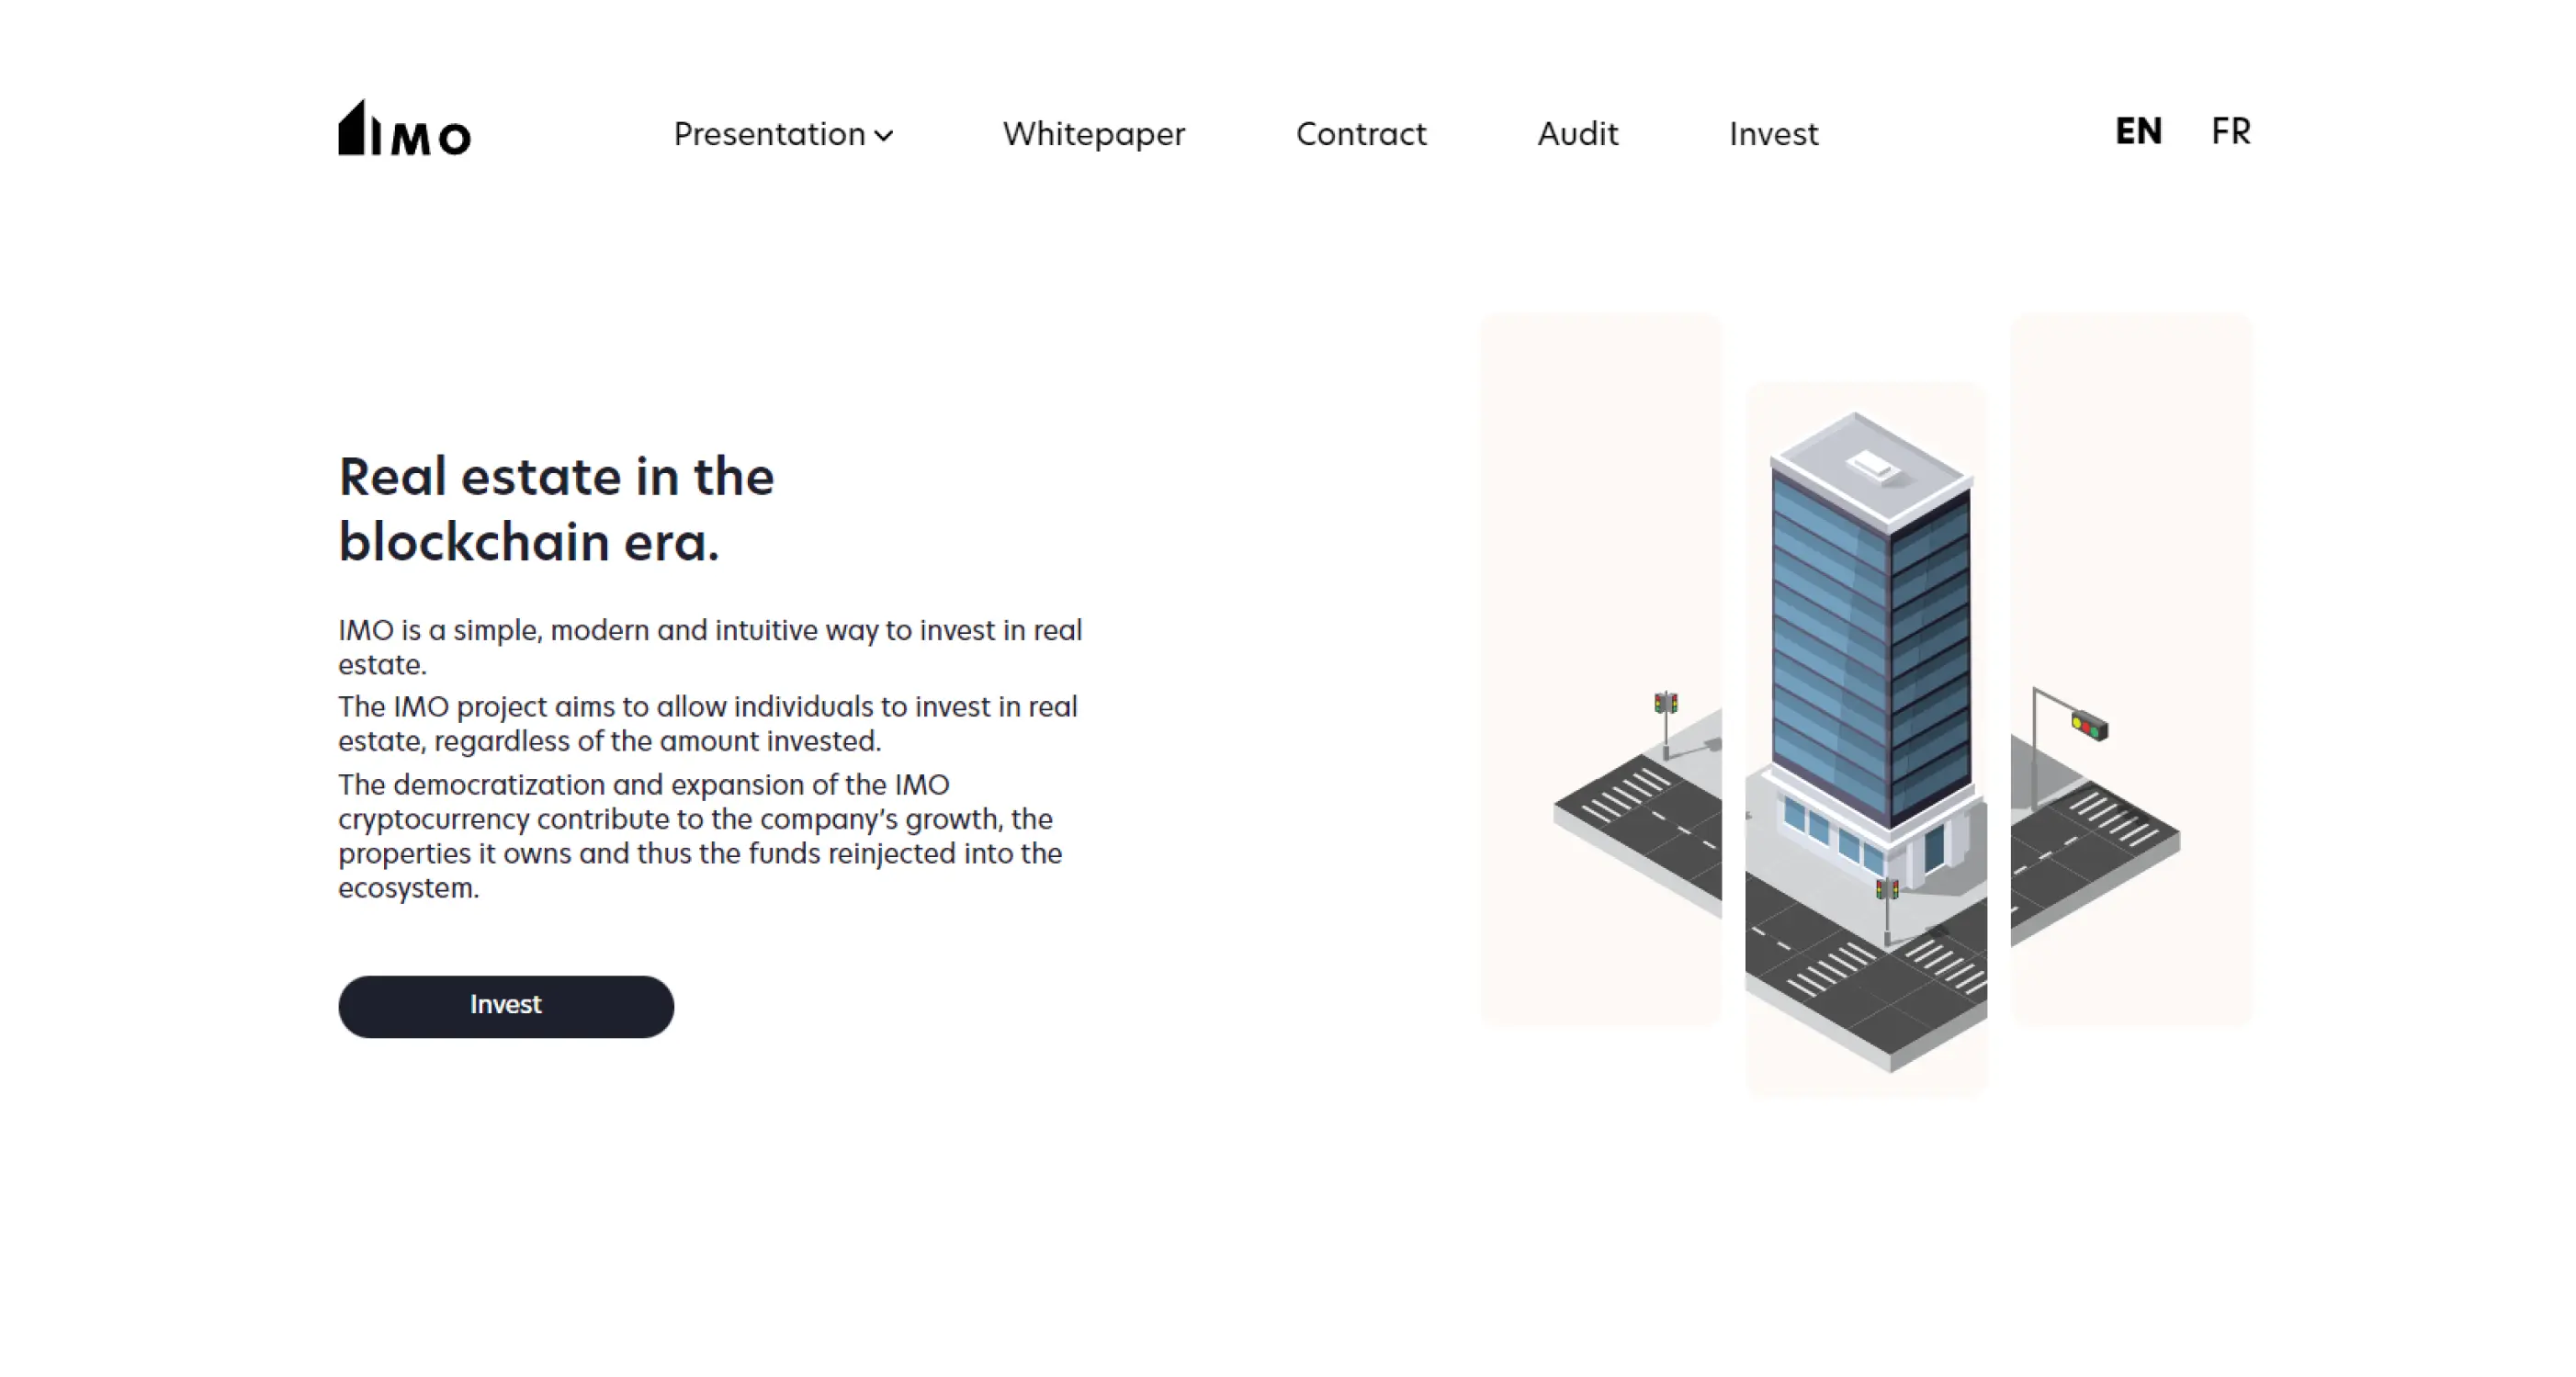 IMO
Presentation
Whitepaper
Contract
Audit
Invest
EN
FR
Real estate in the
blockchain era.
IMO is a simple, modern and intuitive way to invest in real
estate.
The IMO project aims to allow individuals to invest in real
estate, regardless of the amount invested.
The democratization and expansion of the IMO
cryptocurrency contribute to the company's growth, the
properties it owns and thus the funds reinjected into the
ecosystem.
Invest